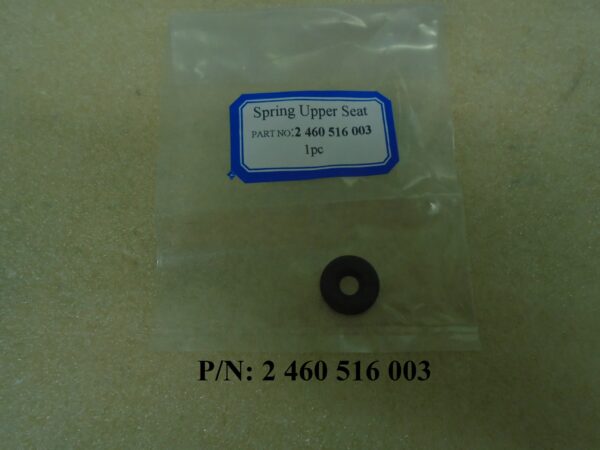 Spring Upper Seat
PART NO:2 460 516 003
1pc
P/N: 2 460 516 003